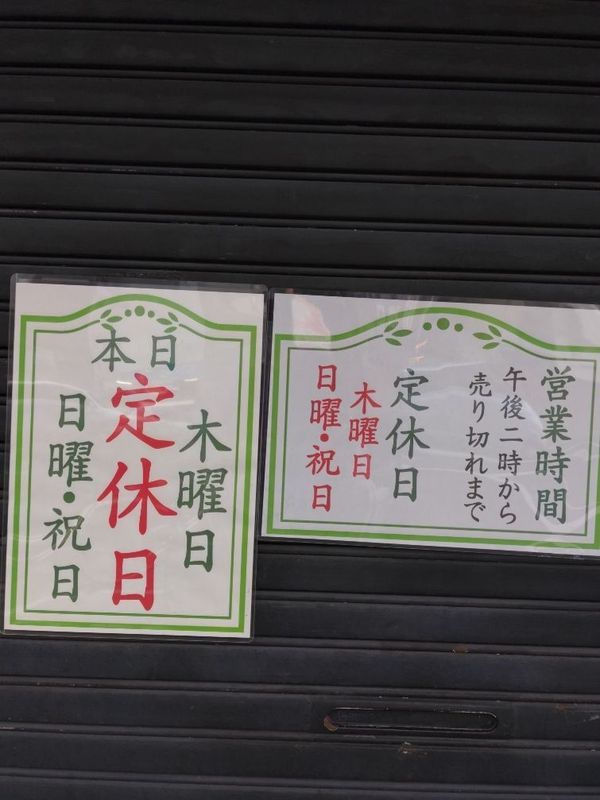 本日
定休日
木曜日
日曜・祝日
営業時間
午後二時から
売り切れまで
定休日
木曜日
日曜・祝日